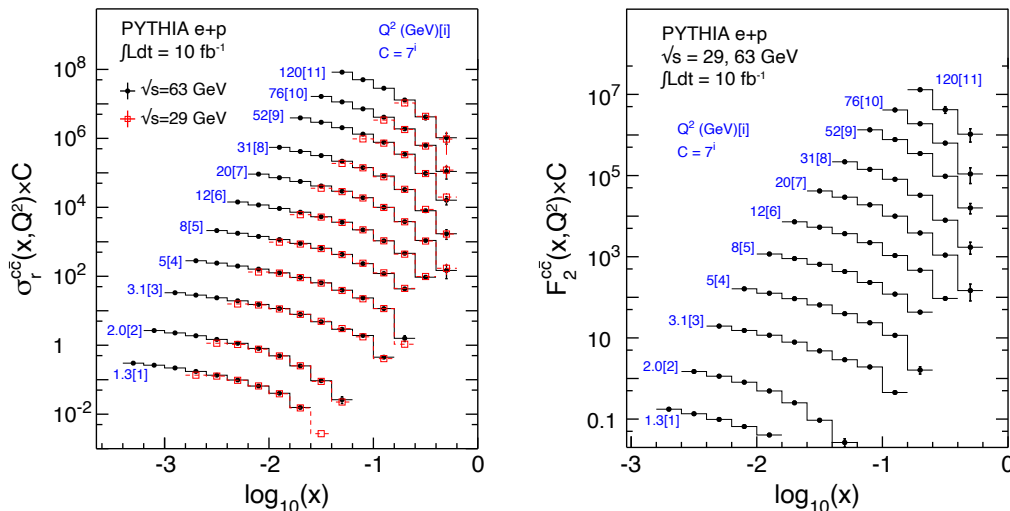 PYTHIA e+p
∫Ldt = 10 fb⁻¹
Q² (GeV)[i]
C = 7ⁱ
√s=63 GeV
√s=29 GeV
120[11]
76[10]
52[9]
31[8]
20[7]
12[6]
8[5]
5[4]
3.1[3]
2.0[2]
1.3[1]
10⁸
10⁶
10⁴
10²
1
10⁻²
σᵣᶜᶜ̄(x,Q²)×C
-3
-2
-1
0
log₁₀(x)
PYTHIA e+p
√s = 29, 63 GeV
∫Ldt = 10 fb⁻¹
Q² (GeV)[i]
C = 7ⁱ
120[11]
76[10]
52[9]
31[8]
20[7]
12[6]
8[5]
5[4]
3.1[3]
2.0[2]
1.3[1]
10⁷
10⁵
10³
10
0.1
F₂ᶜᶜ̄(x,Q²)×C
-3
-2
-1
0
log₁₀(x)